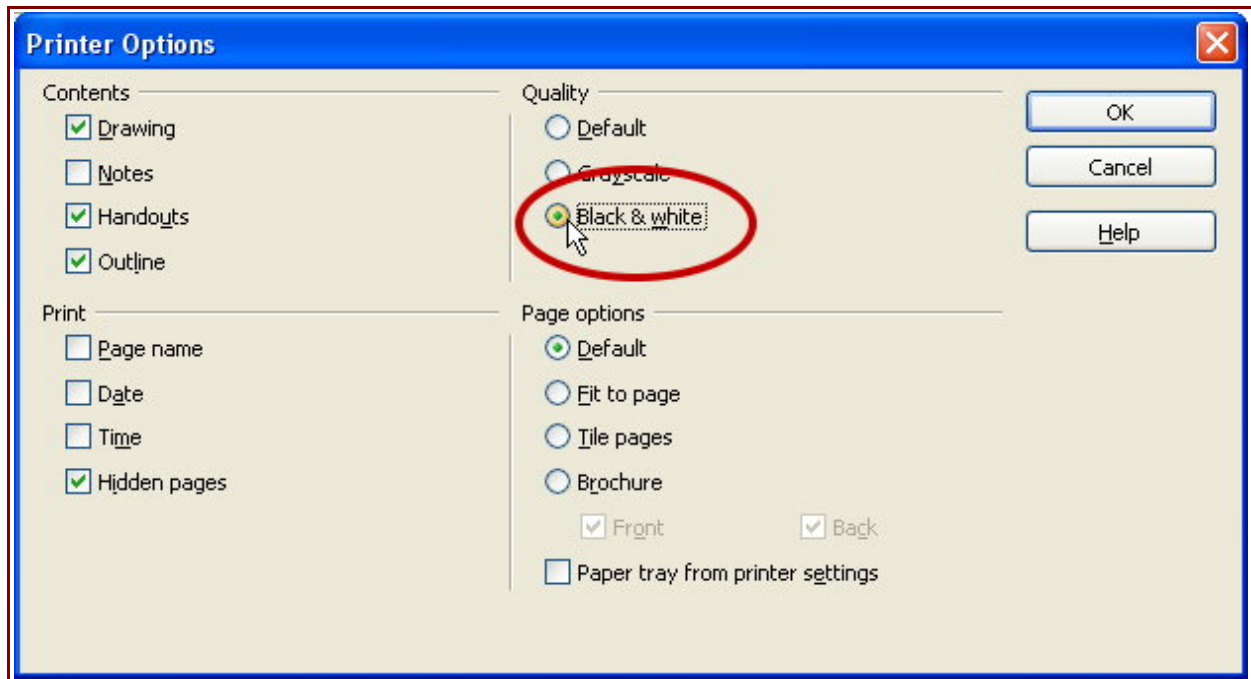 Printer Options
Contents
Drawing
Notes
Handouts
Outline
Quality
Default
Grayscale
Black & white
OK
Cancel
Help
Print
Page name
Date
Time
Hidden pages
Page options
Default
Fit to page
Tile pages
Brochure
Front Back
Paper tray from printer settings